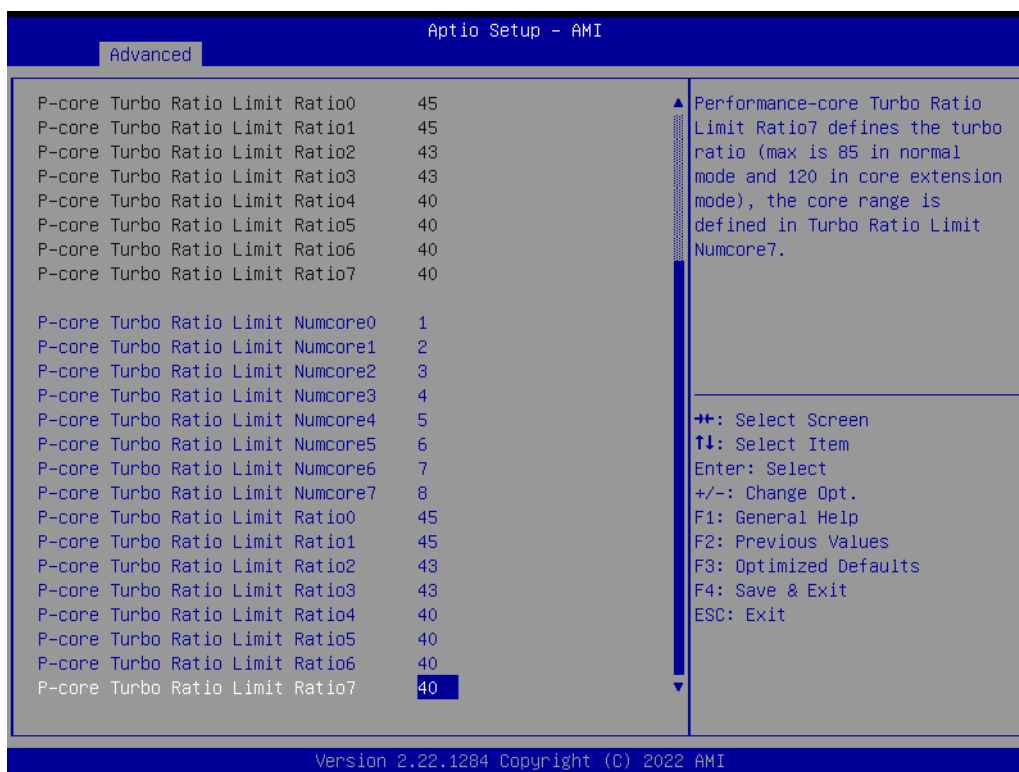 Aptio Setup – AMI
Advanced
P-core Turbo Ratio Limit Ratio0 45
P-core Turbo Ratio Limit Ratio1 45
P-core Turbo Ratio Limit Ratio2 43
P-core Turbo Ratio Limit Ratio3 43
P-core Turbo Ratio Limit Ratio4 40
P-core Turbo Ratio Limit Ratio5 40
P-core Turbo Ratio Limit Ratio6 40
P-core Turbo Ratio Limit Ratio7 40
P-core Turbo Ratio Limit Numcore0 1
P-core Turbo Ratio Limit Numcore1 2
P-core Turbo Ratio Limit Numcore2 3
P-core Turbo Ratio Limit Numcore3 4
P-core Turbo Ratio Limit Numcore4 5
P-core Turbo Ratio Limit Numcore5 6
P-core Turbo Ratio Limit Numcore6 7
P-core Turbo Ratio Limit Numcore7 8
P-core Turbo Ratio Limit Ratio0 45
P-core Turbo Ratio Limit Ratio1 45
P-core Turbo Ratio Limit Ratio2 43
P-core Turbo Ratio Limit Ratio3 43
P-core Turbo Ratio Limit Ratio4 40
P-core Turbo Ratio Limit Ratio5 40
P-core Turbo Ratio Limit Ratio6 40
P-core Turbo Ratio Limit Ratio7 40
Performance-core Turbo Ratio
Limit Ratio7 defines the turbo
ratio (max is 85 in normal
mode and 120 in core extension
mode), the core range is
defined in Turbo Ratio Limit
Numcore7.
→←: Select Screen
↑↓: Select Item
Enter: Select
+/-: Change Opt.
F1: General Help
F2: Previous Values
F3: Optimized Defaults
F4: Save & Exit
ESC: Exit
Version 2.22.1284 Copyright (C) 2022 AMI